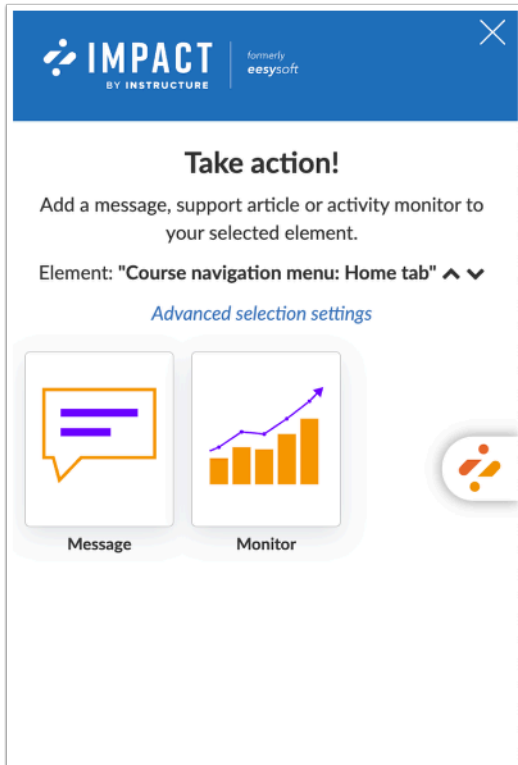 IMPACT
BY INSTRUCTURE
formerly
eesysoft
Take action!
Add a message, support article or activity monitor to
your selected element.
Element: "Course navigation menu: Home tab"
Advanced selection settings
Message
Monitor